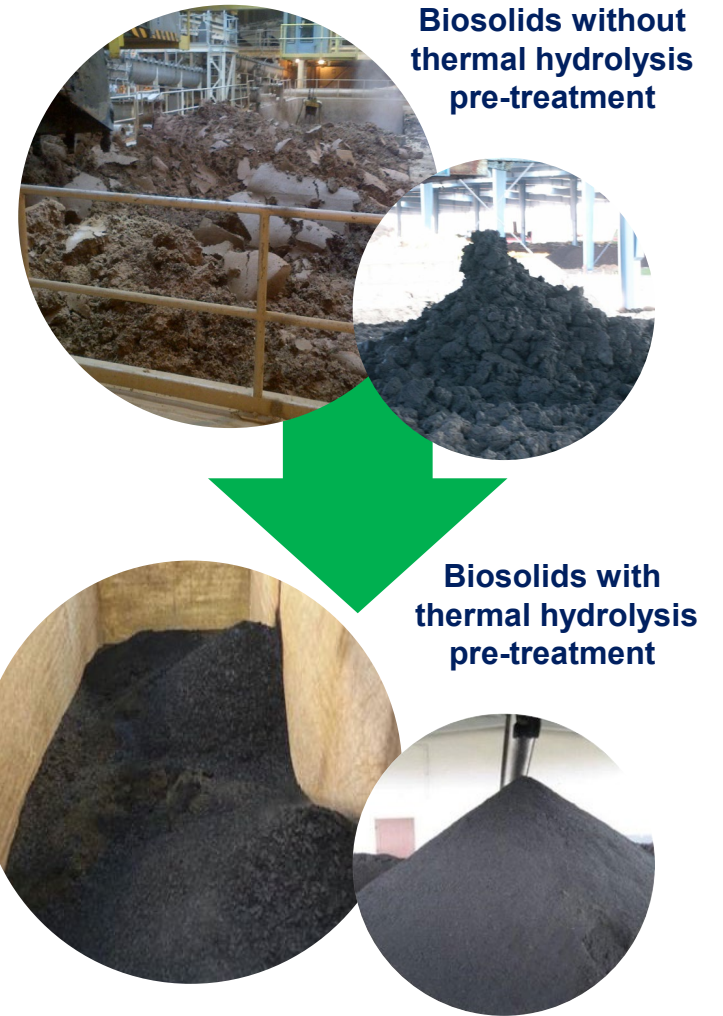 Biosolids without
thermal hydrolysis
pre-treatment
Biosolids with
thermal hydrolysis
pre-treatment